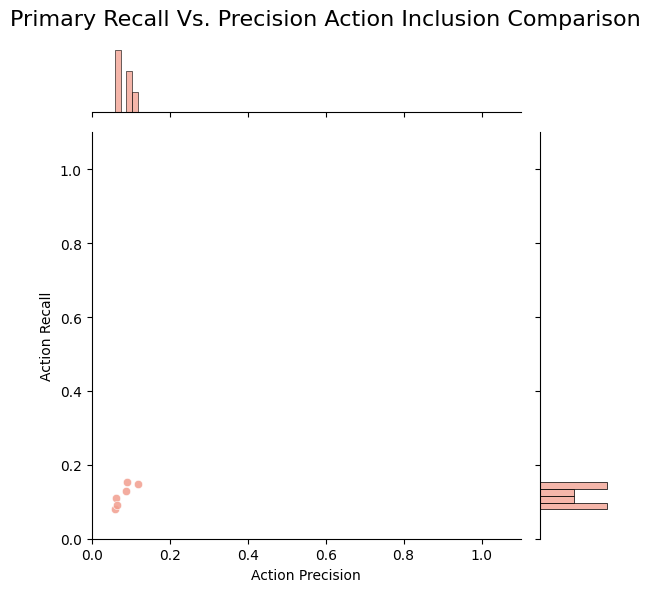 Primary Recall Vs. Precision Action Inclusion Comparison
1.0
0.8
0.6
0.4
0.2
0.0
Action Recall
0.0 0.2 0.4 0.6 0.8 1.0
Action Precision